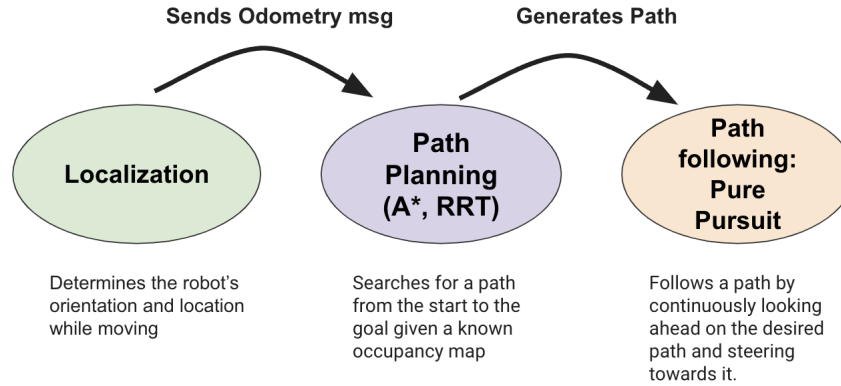 Sends Odometry msg
Generates Path
Localization
Path
Planning
(A*, RRT)
Path
following:
Pure
Pursuit
Determines the robot's
orientation and location
while moving
Searches for a path
from the start to the
goal given a known
occupancy map
Follows a path by
continuously looking
ahead on the desired
path and steering
towards it.